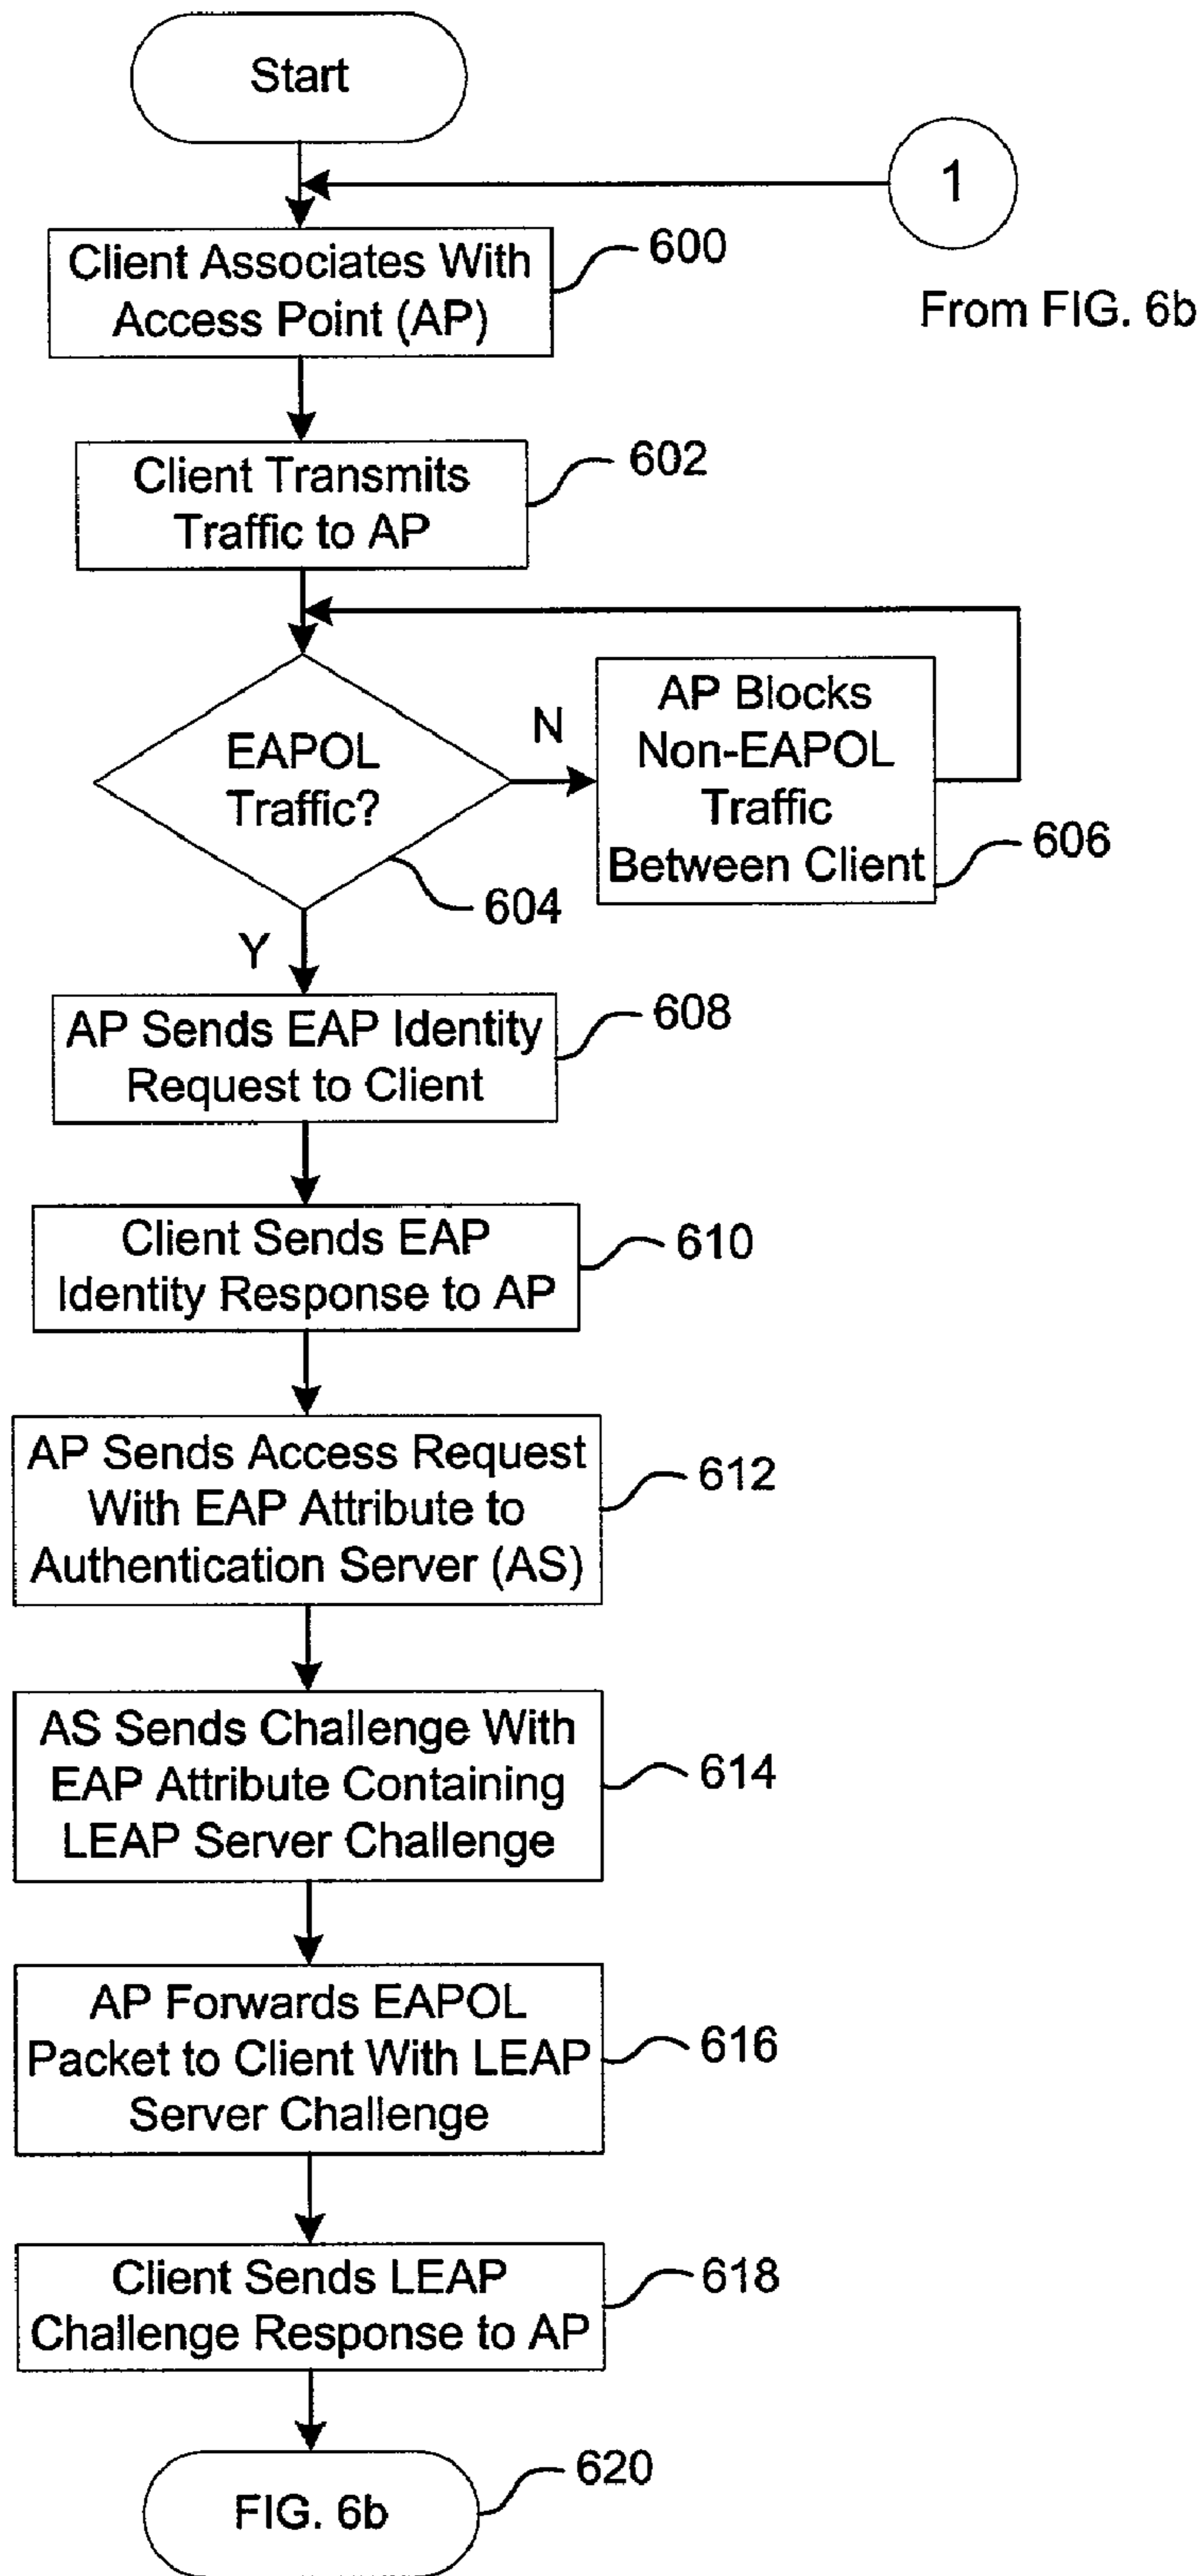 Start
1
From FIG. 6b
Client Associates With
Access Point (AP)
600
Client Transmits
Traffic to AP
602
EAPOL
Traffic?
604
N
AP Blocks
Non-EAPOL
Traffic
Between Client
606
Y
AP Sends EAP Identity
Request to Client
608
Client Sends EAP
Identity Response to AP
610
AP Sends Access Request
With EAP Attribute to
Authentication Server (AS)
612
AS Sends Challenge With
EAP Attribute Containing
LEAP Server Challenge
614
AP Forwards EAPOL
Packet to Client With LEAP
Server Challenge
616
Client Sends LEAP
Challenge Response to AP
618
FIG. 6b
620